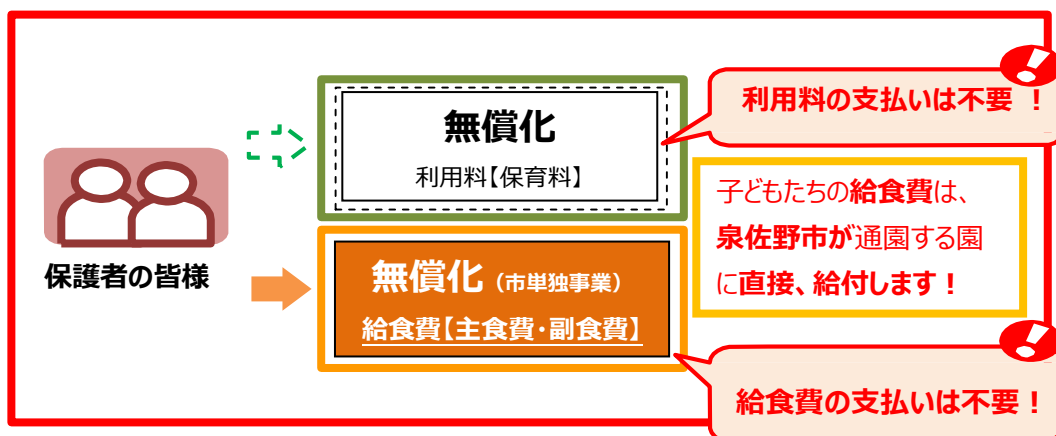 利用料の支払いは不要！
無償化
利用料【保育料】
保護者の皆様
子どもたちの給食費は、
泉佐野市が通園する園
に直接、給付します！
無償化（市単独事業）
給食費【主食費・副食費】
給食費の支払いは不要！